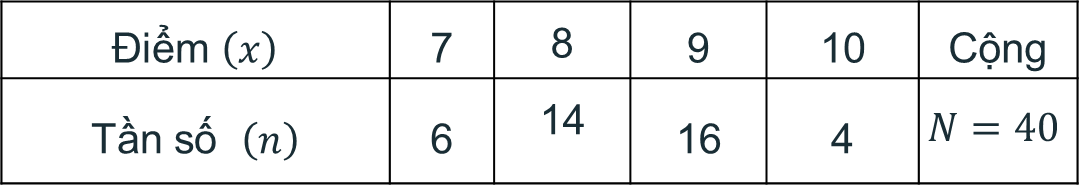 Điểm (x) 7 8 9 10 Cộng
Tần số (n) 6 14 16 4 N = 40